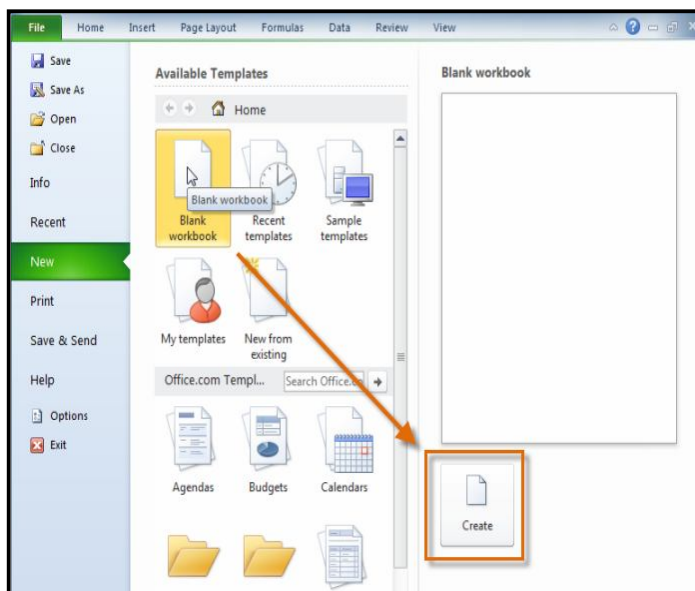 File Home Insert Page Layout Formulas Data Review View
Save
Save As
Open
Close
Info
Recent
New
Print
Save & Send
Help
Options
Exit
Available Templates
Home
Blank workbook
Blank workbook
Recent templates
Sample templates
My templates
New from existing
Office.com Templ... Search Office.co
Agendas
Budgets
Calendars
Blank workbook
Create